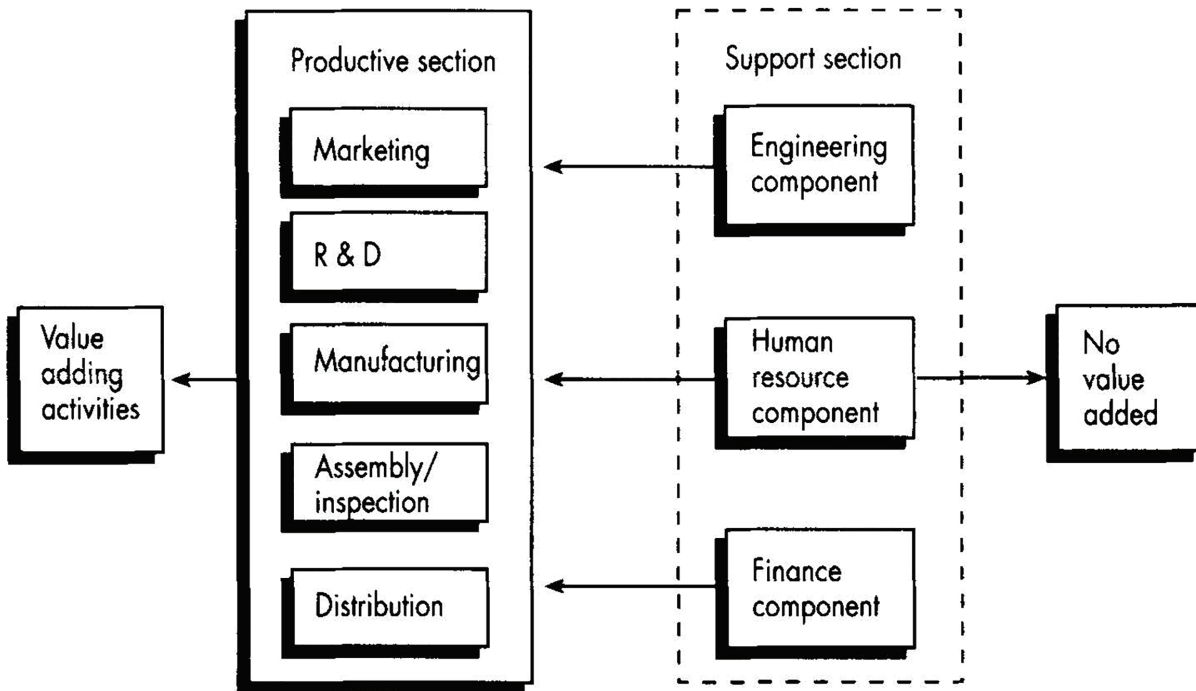 Productive section
Marketing
R & D
Manufacturing
Assembly/
inspection
Distribution
Value
adding
activities
Support section
Engineering
component
Human
resource
component
Finance
component
No
value
added